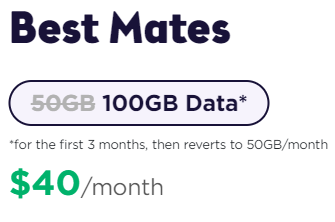 Best Mates
50GB 100GB Data*
*for the first 3 months, then reverts to 50GB/month
$40/month